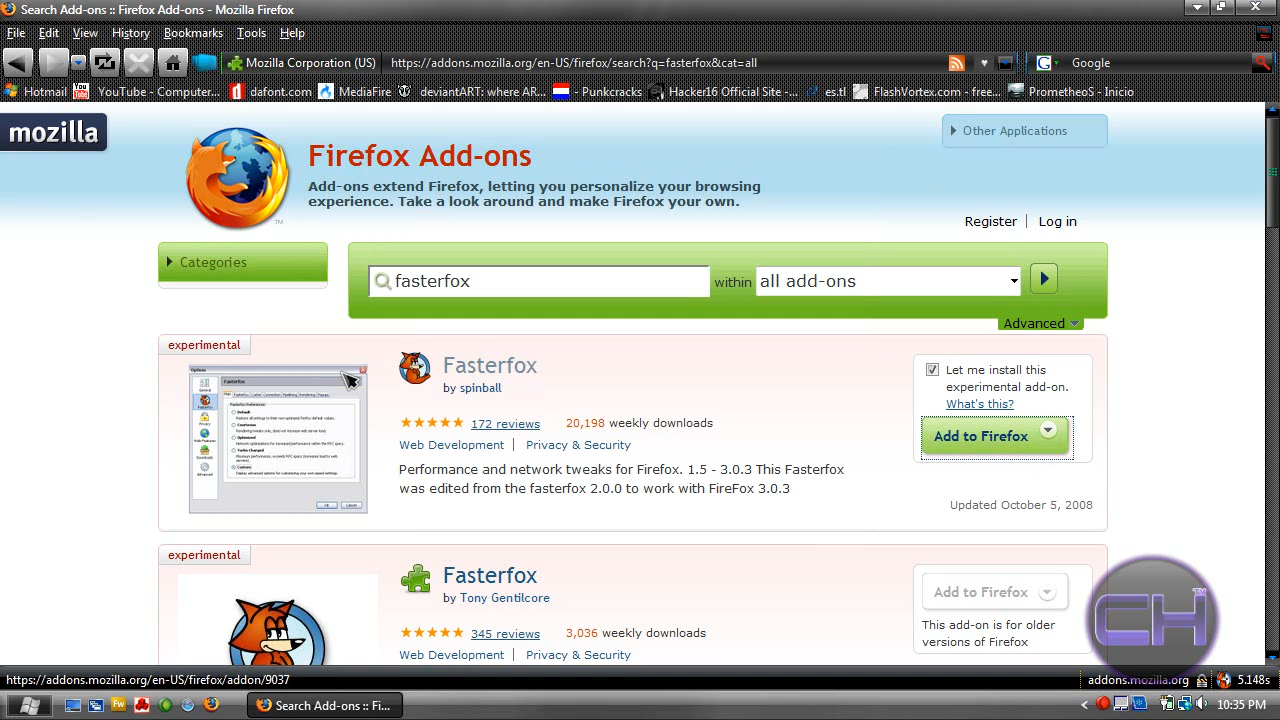 Search Add-ons :: Firefox Add-ons - Mozilla Firefox
File Edit View History Bookmarks Tools Help
Mozilla Corporation (US) https://addons.mozilla.org/en-US/firefox/search?q=fasterfox&cat=all Google
Hotmail YouTube - Computer... dafont.com MediaFire deviantART: where AR... - Punkcracks Hacker16 Official Site -... es.tl FlashVortex.com - free... PrometheoS - Inicio
mozilla
Other Applications
Firefox Add-ons
Add-ons extend Firefox, letting you personalize your browsing
experience. Take a look around and make Firefox your own.
TM
Register Log in
Categories
fasterfox within all add-ons
Advanced
experimental
Options
Fasterfox
Fasterfox
by spinball
172 reviews 20,198 weekly downloads
Web Development Privacy & Security
Performance and network tweaks for Firefox. 1.5 - 3.0.3 This Fasterfox
was edited from the fasterfox 2.0.0 to work with FireFox 3.0.3
Let me install this
experimental add-on.
What's this?
Add to Firefox
Updated October 5, 2008
experimental
Fasterfox
by Tony Gentilcore
345 reviews 3,036 weekly downloads
Web Development Privacy & Security
Add to Firefox
This add-on is for older
versions of Firefox
CH
https://addons.mozilla.org/en-US/firefox/addon/9037 addons.mozilla.org 5.148s
Search Add-ons :: Fi... 10:35 PM